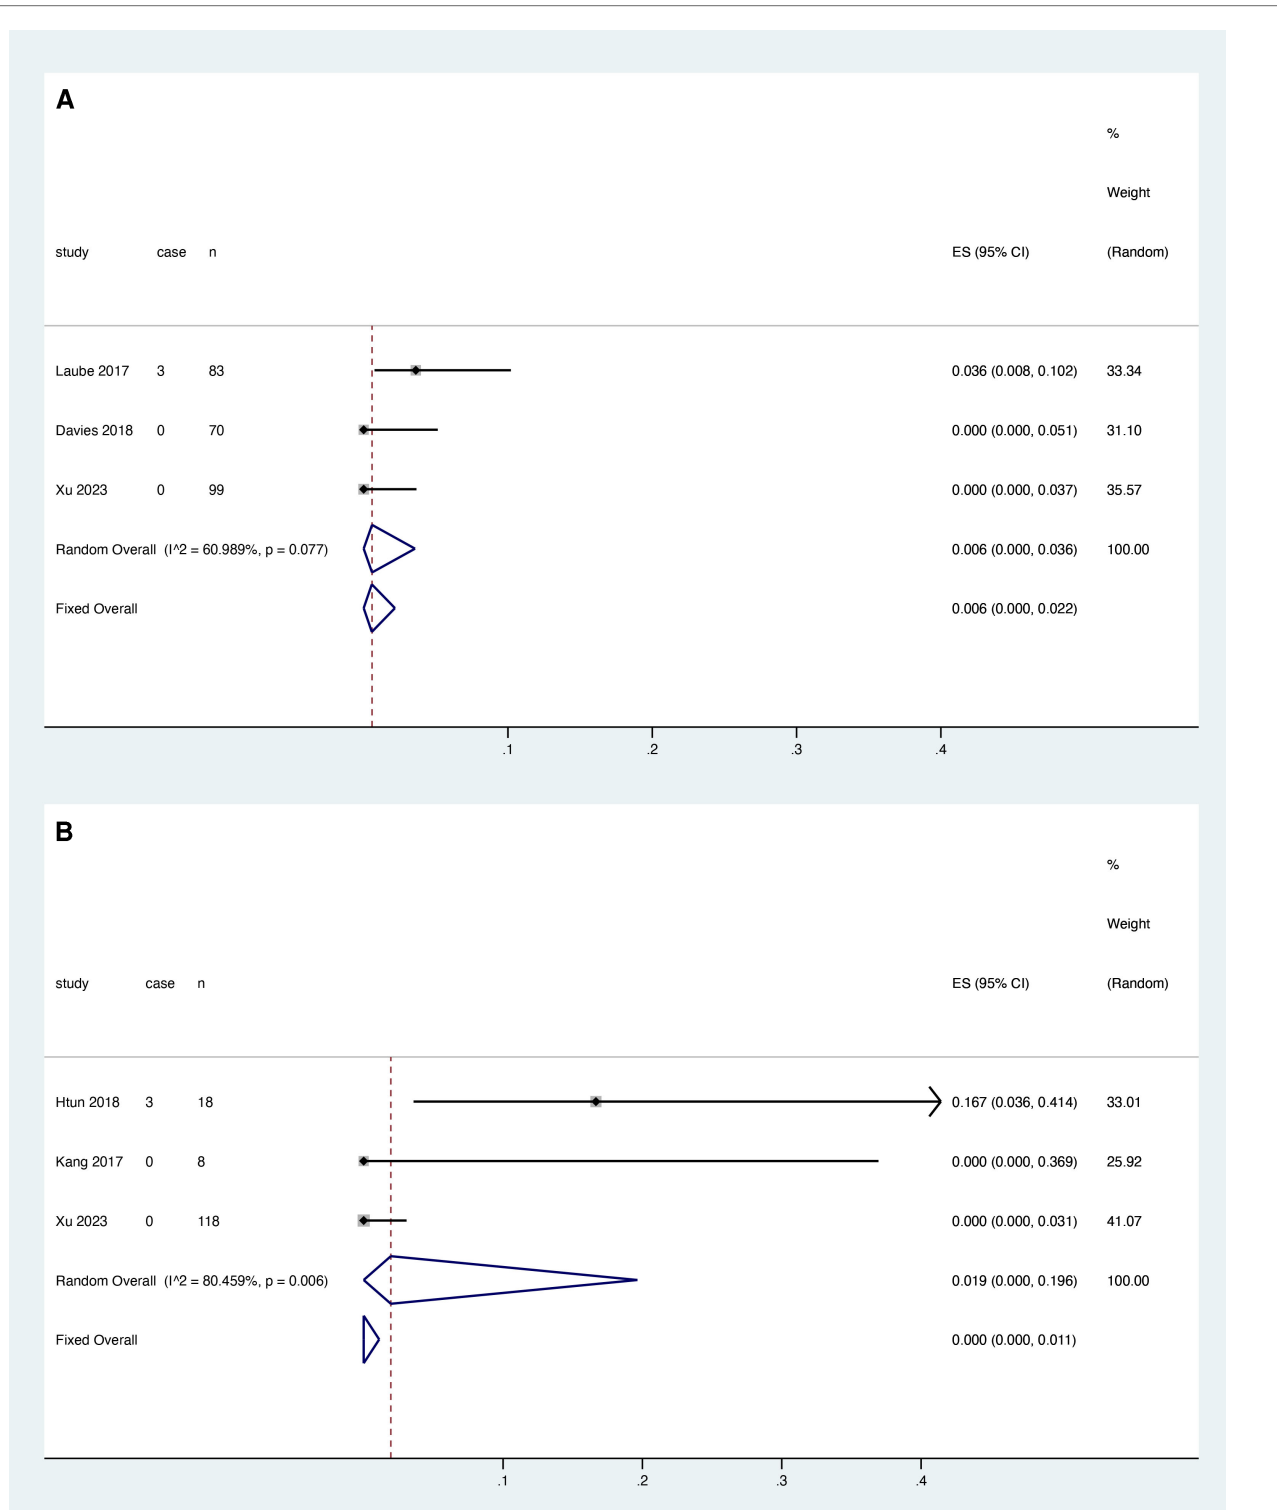 A
%
Weight
study case n ES (95% CI) (Random)
Laube 2017 3 83 0.036 (0.008, 0.102) 33.34
Davies 2018 0 70 0.000 (0.000, 0.051) 31.10
Xu 2023 0 99 0.000 (0.000, 0.037) 35.57
Random Overall (I^2 = 60.989%, p = 0.077) 0.006 (0.000, 0.036) 100.00
Fixed Overall 0.006 (0.000, 0.022)
.1 .2 .3 .4
B
%
Weight
study case n ES (95% CI) (Random)
Htun 2018 3 18 0.167 (0.036, 0.414) 33.01
Kang 2017 0 8 0.000 (0.000, 0.369) 25.92
Xu 2023 0 118 0.000 (0.000, 0.031) 41.07
Random Overall (I^2 = 80.459%, p = 0.006) 0.019 (0.000, 0.196) 100.00
Fixed Overall 0.000 (0.000, 0.011)
.1 .2 .3 .4